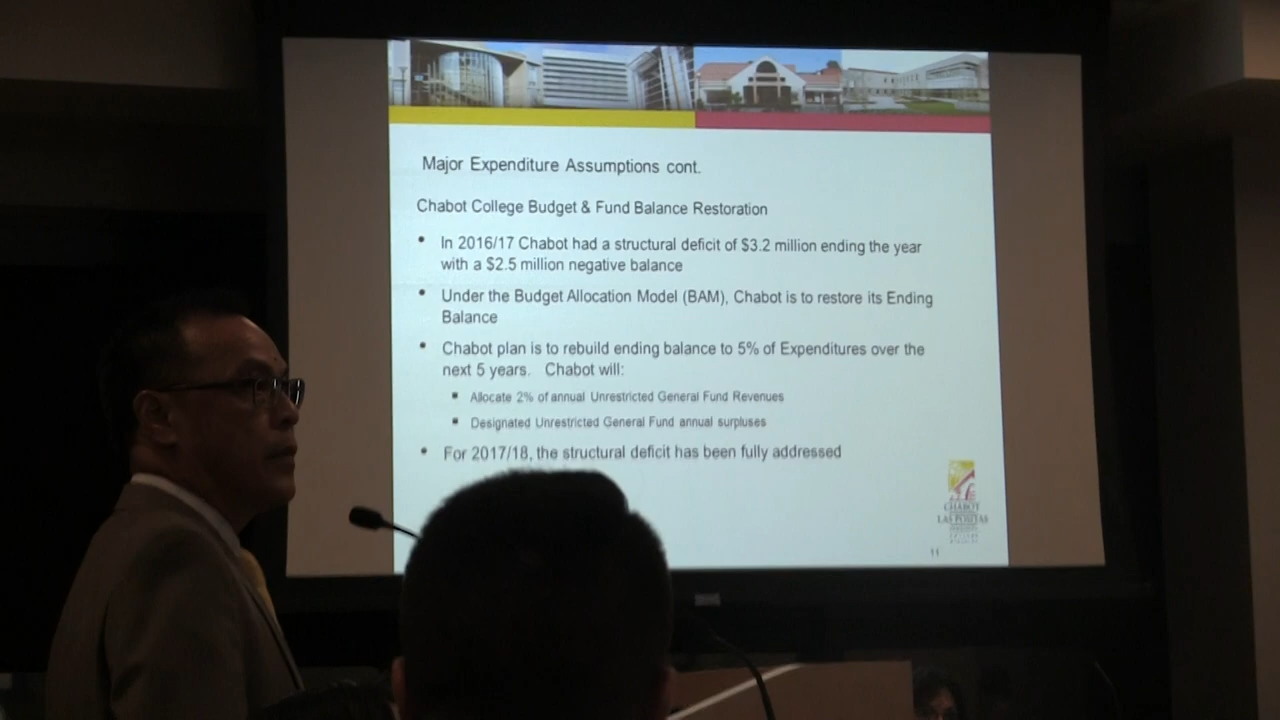 Major Expenditure Assumptions cont.
Chabot College Budget & Fund Balance Restoration
• In 2016/17 Chabot had a structural deficit of $3.2 million ending the year
with a $2.5 million negative balance
• Under the Budget Allocation Model (BAM), Chabot is to restore its Ending
Balance
• Chabot plan is to rebuild ending balance to 5% of Expenditures over the
next 5 years. Chabot will:
▪ Allocate 2% of annual Unrestricted General Fund Revenues
▪ Designated Unrestricted General Fund annual surpluses
• For 2017/18, the structural deficit has been fully addressed
CHABOT
LAS POSITAS
11